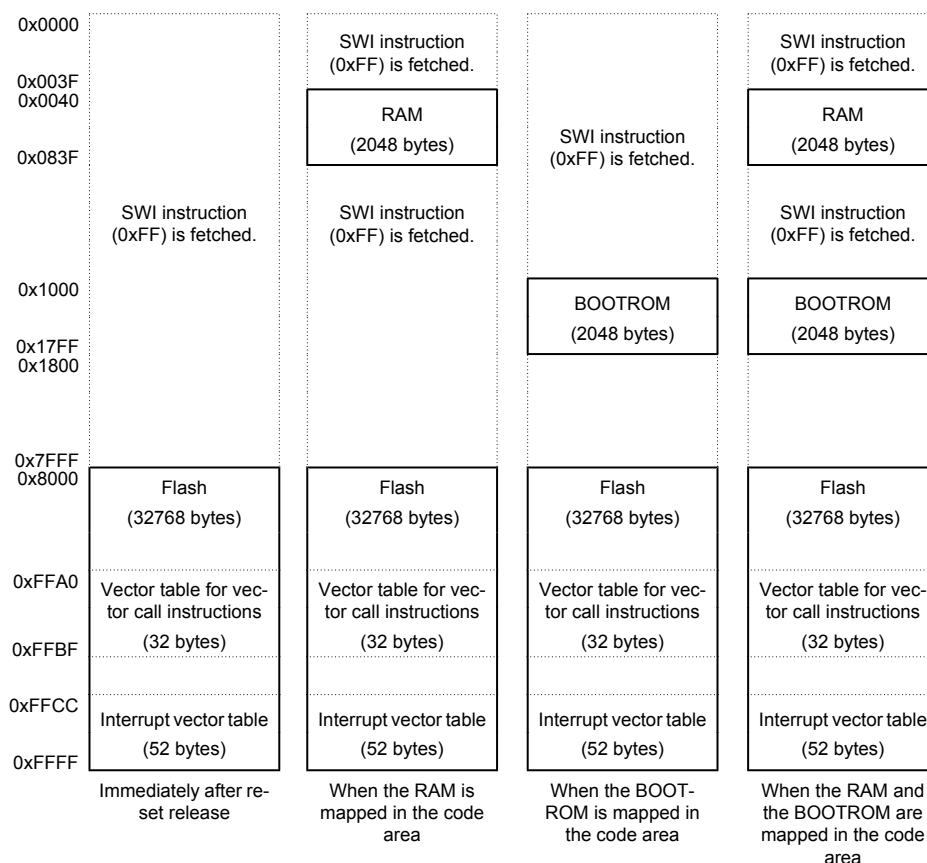 0x0000
0x003F
0x0040
0x083F
0x1000
0x17FF
0x1800
0x7FFF
0x8000
0xFFA0
0xFFBF
0xFFCC
0xFFFF
SWI instruction
(0xFF) is fetched.
Flash
(32768 bytes)
Vector table for vec-
tor call instructions
(32 bytes)
Interrupt vector table
(52 bytes)
Immediately after re-
set release
SWI instruction
(0xFF) is fetched.
RAM
(2048 bytes)
SWI instruction
(0xFF) is fetched.
Flash
(32768 bytes)
Vector table for vec-
tor call instructions
(32 bytes)
Interrupt vector table
(52 bytes)
When the RAM is
mapped in the code
area
SWI instruction
(0xFF) is fetched.
BOOTROM
(2048 bytes)
Flash
(32768 bytes)
Vector table for vec-
tor call instructions
(32 bytes)
Interrupt vector table
(52 bytes)
When the BOOT-
ROM is mapped in
the code area
SWI instruction
(0xFF) is fetched.
RAM
(2048 bytes)
SWI instruction
(0xFF) is fetched.
BOOTROM
(2048 bytes)
Flash
(32768 bytes)
Vector table for vec-
tor call instructions
(32 bytes)
Interrupt vector table
(52 bytes)
When the RAM and
the BOOTROM are
mapped in the code
area